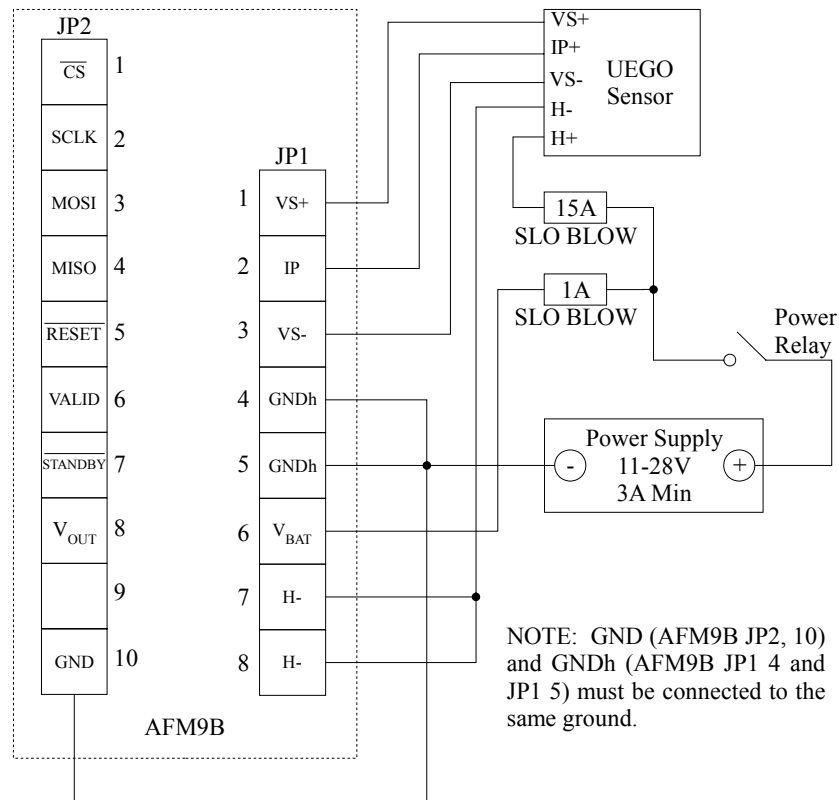 JP2
CS 1
SCLK 2
MOSI 3
MISO 4
RESET 5
VALID 6
STANDBY 7
VOUT 8
9
GND 10
JP1
1 VS+
2 IP
3 VS-
4 GNDh
5 GNDh
6 VBAT
7 H-
8 H-
AFM9B
VS+
IP+
VS-
H-
H+
UEGO
Sensor
15A
SLO BLOW
1A
SLO BLOW
Power
Relay
Power Supply
- 11-28V +
3A Min
NOTE: GND (AFM9B JP2, 10)
and GNDh (AFM9B JP1 4 and
JP1 5) must be connected to the
same ground.